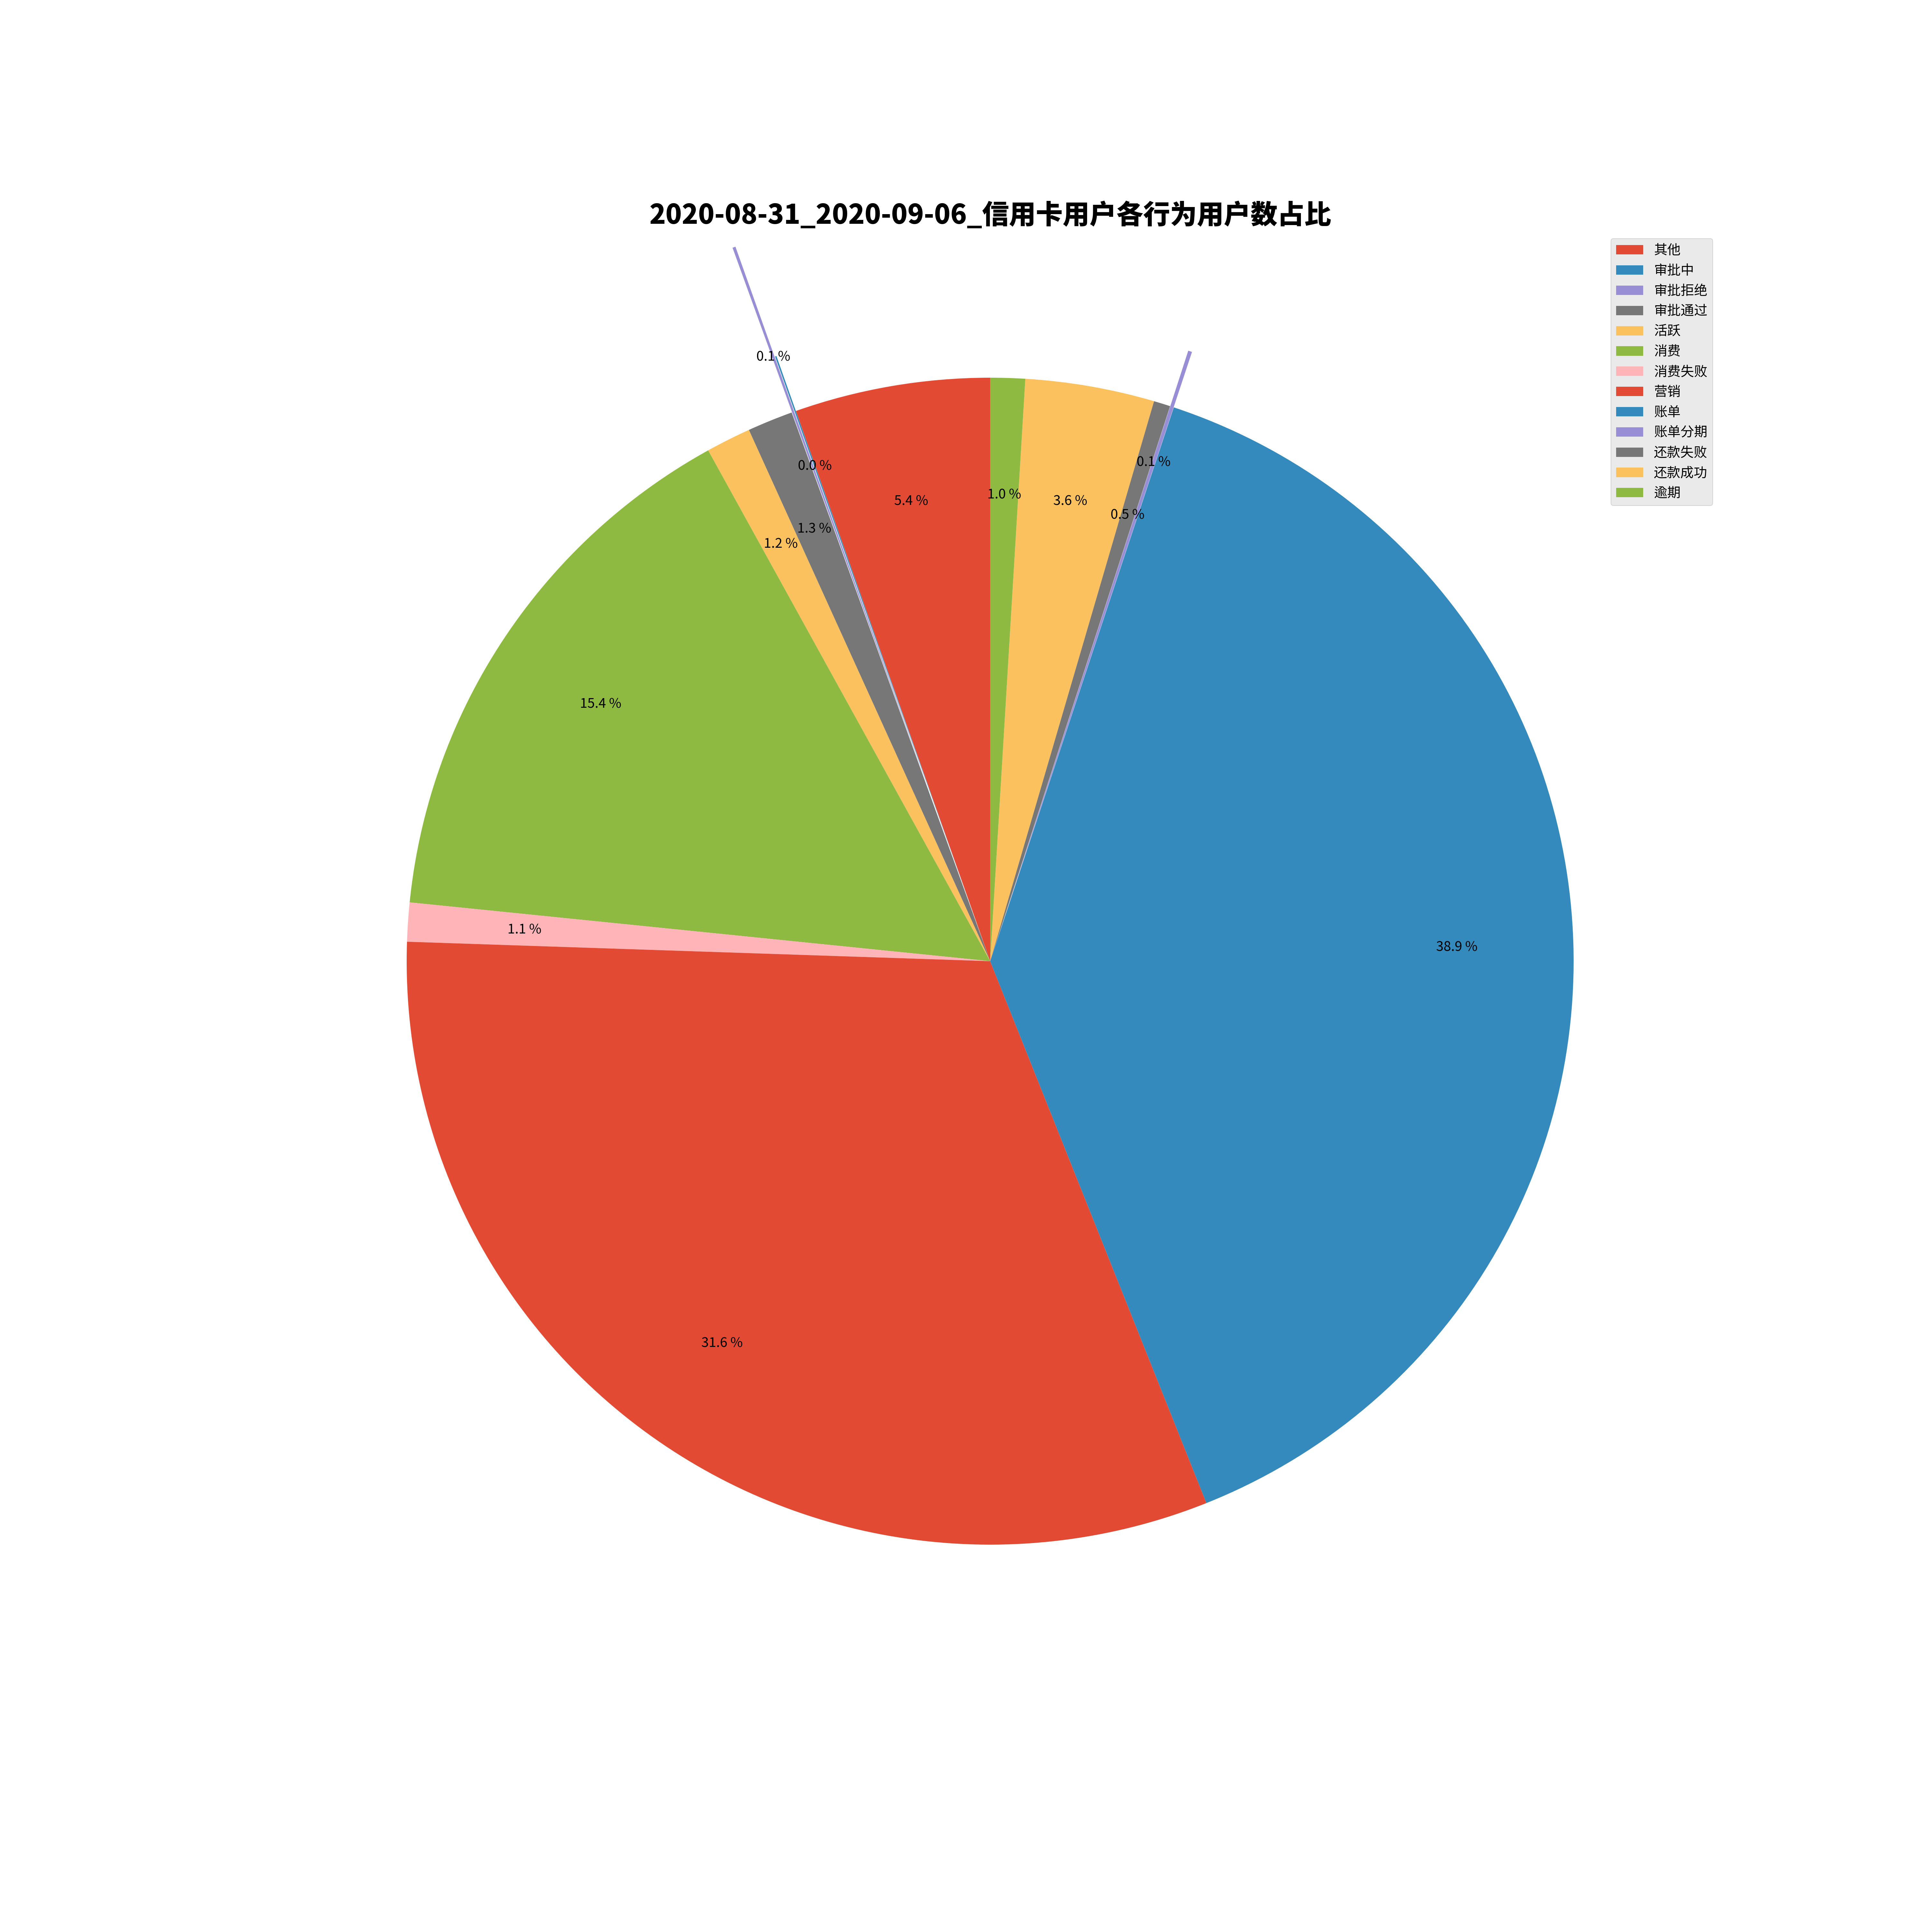 2020-08-31_2020-09-06_信用卡用户各行为用户数占比
其他
审批中
审批拒绝
审批通过
活跃
消费
消费失败
营销
账单
账单分期
还款失败
还款成功
逾期
0.1 %
0.0 %
0.1 %
5.4 %
1.0 %
3.6 %
0.5 %
1.3 %
1.2 %
15.4 %
1.1 %
38.9 %
31.6 %